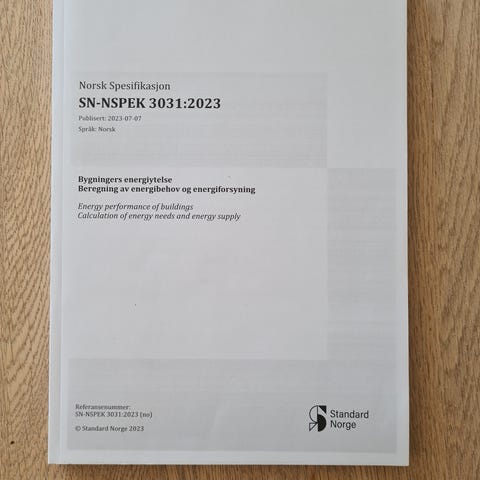 Norsk Spesifikasjon
SN-NSPEK 3031:2023
Publisert: 2023-07-07
Språk: Norsk
Bygningers energiytelse
Beregning av energibehov og energiforsyning
Energy performance of buildings
Calculation of energy needs and energy supply
Referansenummer:
SN-NSPEK 3031:2023 (no)
© Standard Norge 2023
Standard
Norge